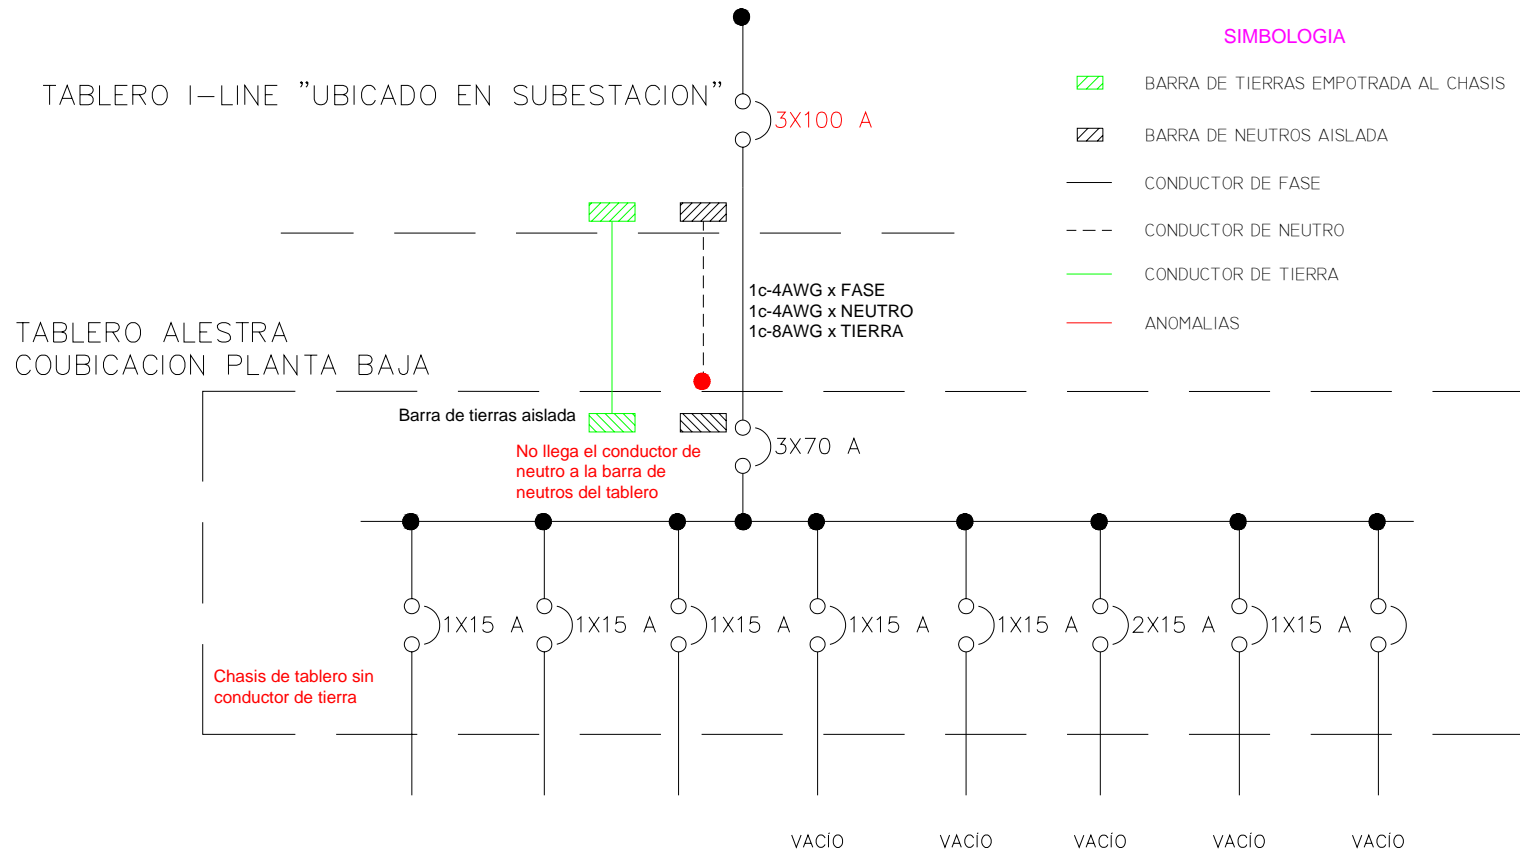 SIMBOLOGIA
BARRA DE TIERRAS EMPOTRADA AL CHASIS
BARRA DE NEUTROS AISLADA
CONDUCTOR DE FASE
CONDUCTOR DE NEUTRO
CONDUCTOR DE TIERRA
ANOMALIAS
TABLERO I-LINE "UBICADO EN SUBESTACION"
3X100 A
1c-4AWG x FASE
1c-4AWG x NEUTRO
1c-8AWG x TIERRA
TABLERO ALESTRA
COUBICACION PLANTA BAJA
Barra de tierras aislada
3X70 A
No llega el conductor de
neutro a la barra de
neutros del tablero
1X15 A
1X15 A
1X15 A
1X15 A
1X15 A
2X15 A
1X15 A
Chasis de tablero sin
conductor de tierra
VACÍO
VACÍO
VACÍO
VACÍO
VACÍO